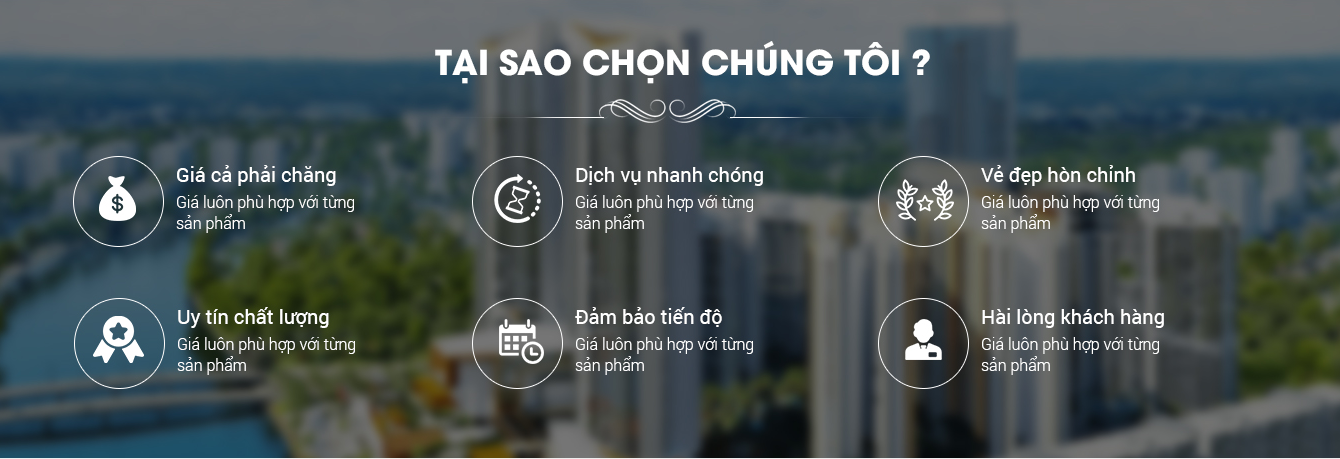 TẠI SAO CHỌN CHÚNG TÔI ?
Giá cả phải chăng
Giá luôn phù hợp với từng
sản phẩm
Dịch vụ nhanh chóng
Giá luôn phù hợp với từng
sản phẩm
Vẻ đẹp hòn chỉnh
Giá luôn phù hợp với từng
sản phẩm
Uy tín chất lượng
Giá luôn phù hợp với từng
sản phẩm
Đảm bảo tiến độ
Giá luôn phù hợp với từng
sản phẩm
Hài lòng khách hàng
Giá luôn phù hợp với từng
sản phẩm